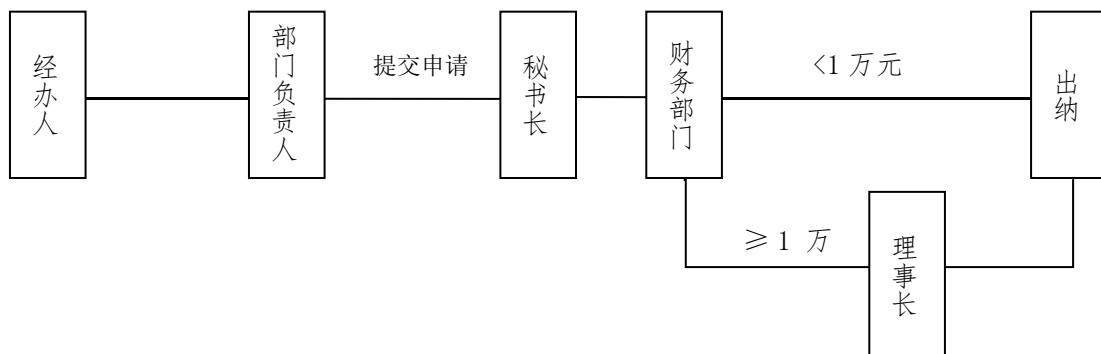 经办人
部门负责人
提交申请
秘书长
财务部门
<1 万元
出纳
≥1 万
理事长